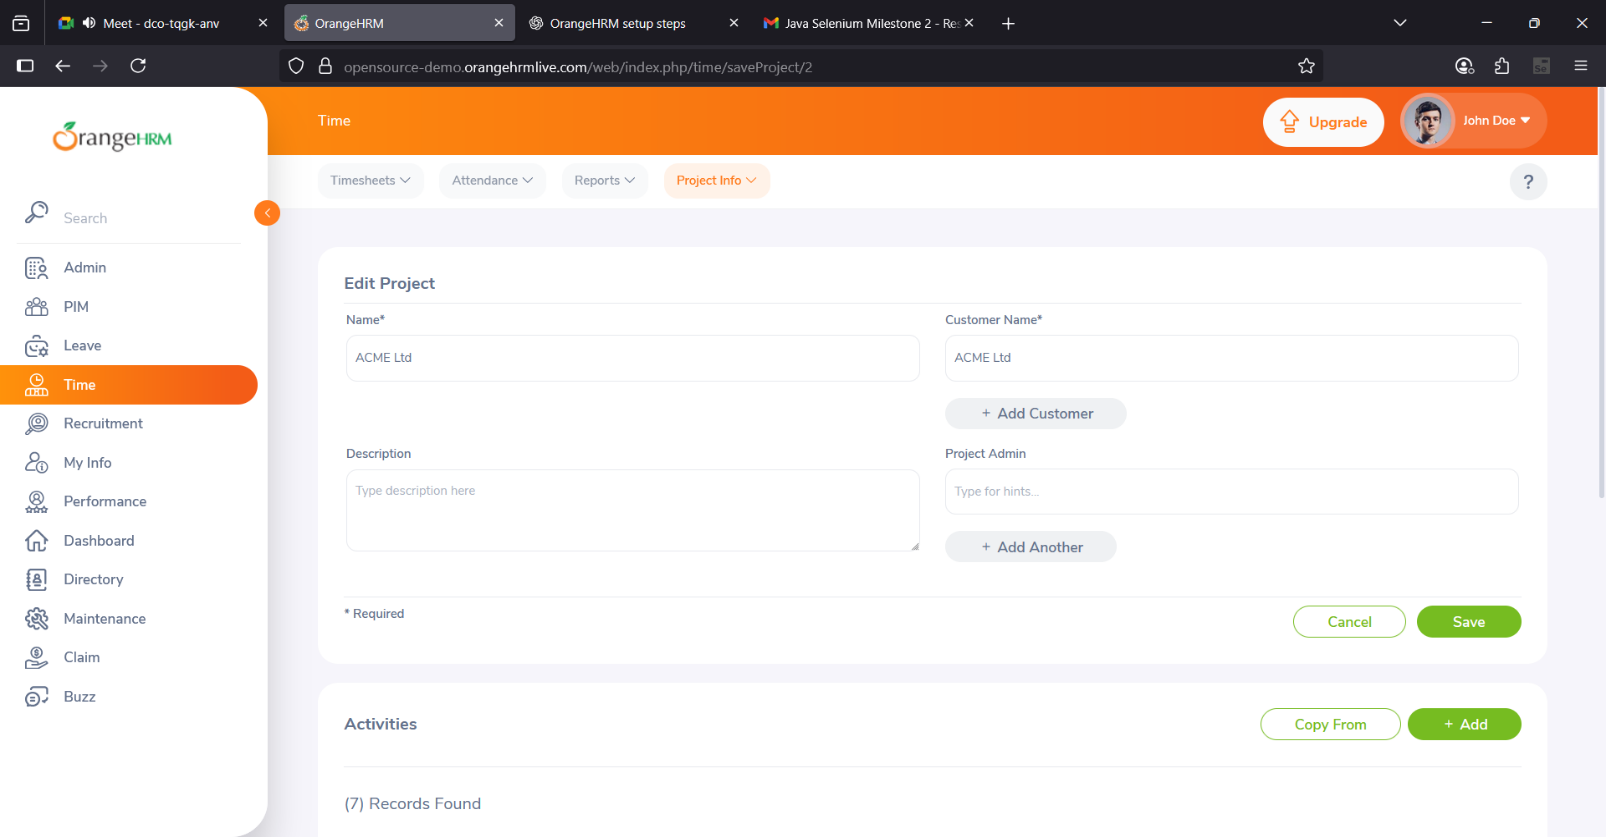 Meet - dco-tqgk-anv
OrangeHRM
OrangeHRM setup steps
Java Selenium Milestone 2 - Res
opensource-demo.orangehrmlive.com/web/index.php/time/saveProject/2
OrangeHRM
Time
Upgrade
John Doe
Timesheets
Attendance
Reports
Project Info
?
Search
Admin
PIM
Leave
Time
Recruitment
My Info
Performance
Dashboard
Directory
Maintenance
Claim
Buzz
Edit Project
Name*
Customer Name*
ACME Ltd
ACME Ltd
+ Add Customer
Description
Project Admin
Type description here
Type for hints...
+ Add Another
* Required
Cancel
Save
Activities
Copy From
+ Add
(7) Records Found